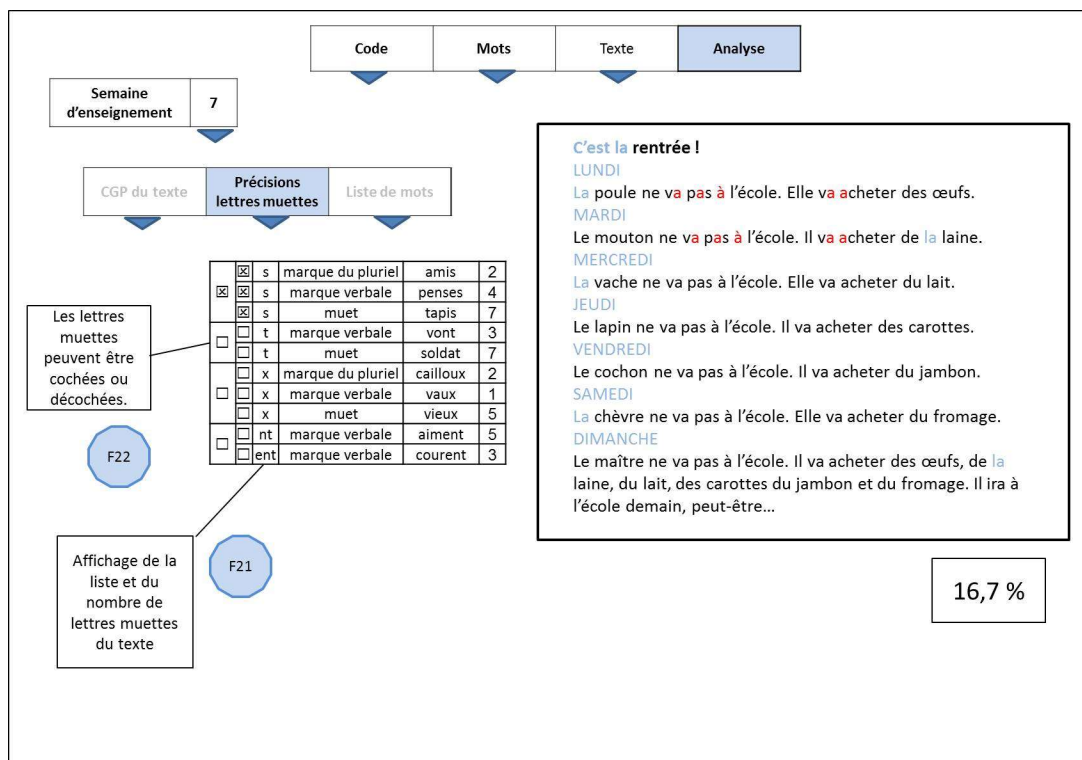 Code Mots Texte Analyse
Semaine
d'enseignement
7
CGP du texte
Précisions
lettres muettes
Liste de mots
☒ ☒ s marque du pluriel amis 2
☒ s marque verbale penses 4
☒ s muet tapis 7
☐ ☐ t marque verbale vont 3
☐ t muet soldat 7
☐ ☐ x marque du pluriel cailloux 2
☐ x marque verbale vaux 1
☐ x muet vieux 5
☐ ☐ nt marque verbale aiment 5
☐ ent marque verbale courent 3
Les lettres
muettes
peuvent être
cochées ou
décochées.
F22
Affichage de la
liste et du
nombre de
lettres muettes
du texte
F21
C'est la rentrée !
LUNDI
La poule ne va pas à l'école. Elle va acheter des œufs.
MARDI
Le mouton ne va pas à l'école. Il va acheter de la laine.
MERCREDI
La vache ne va pas à l'école. Elle va acheter du lait.
JEUDI
Le lapin ne va pas à l'école. Il va acheter des carottes.
VENDREDI
Le cochon ne va pas à l'école. Il va acheter du jambon.
SAMEDI
La chèvre ne va pas à l'école. Elle va acheter du fromage.
DIMANCHE
Le maître ne va pas à l'école. Il va acheter des œufs, de la
laine, du lait, des carottes du jambon et du fromage. Il ira à
l'école demain, peut-être...
16,7 %